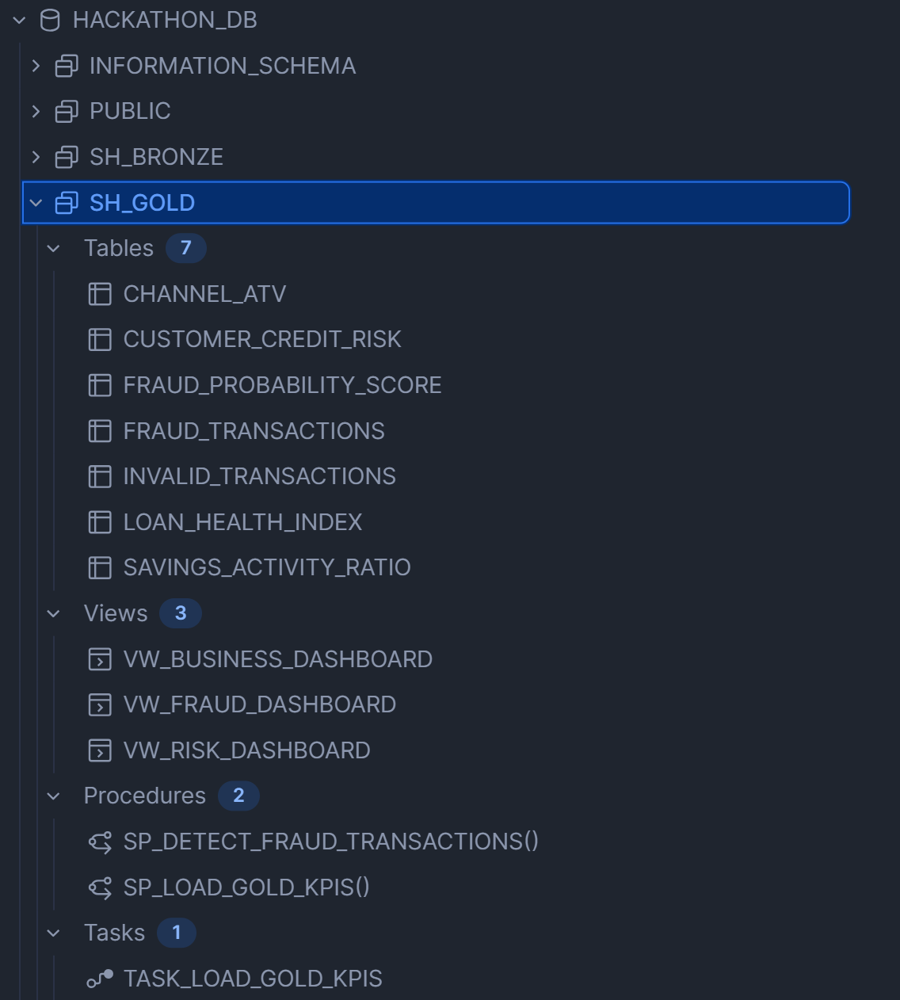 HACKATHON_DB
INFORMATION_SCHEMA
PUBLIC
SH_BRONZE
SH_GOLD
Tables 7
CHANNEL_ATV
CUSTOMER_CREDIT_RISK
FRAUD_PROBABILITY_SCORE
FRAUD_TRANSACTIONS
INVALID_TRANSACTIONS
LOAN_HEALTH_INDEX
SAVINGS_ACTIVITY_RATIO
Views 3
VW_BUSINESS_DASHBOARD
VW_FRAUD_DASHBOARD
VW_RISK_DASHBOARD
Procedures 2
SP_DETECT_FRAUD_TRANSACTIONS()
SP_LOAD_GOLD_KPIS()
Tasks 1
TASK_LOAD_GOLD_KPIS